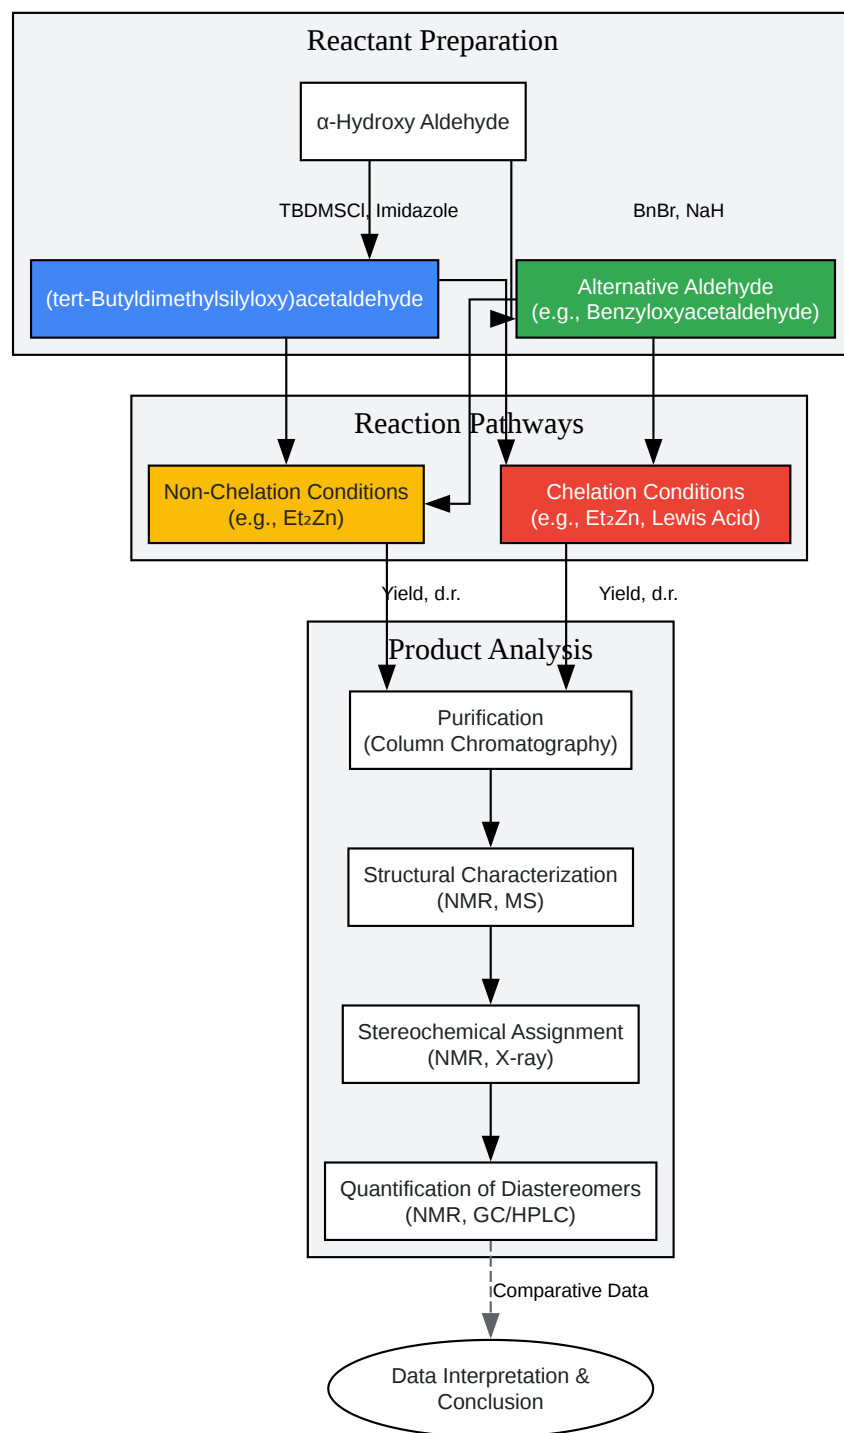 Reactant Preparation
α-Hydroxy Aldehyde
TBDMSCl, Imidazole
BnBr, NaH
(tert-Butyldimethylsilyloxy)acetaldehyde
Alternative Aldehyde
(e.g., Benzyloxyacetaldehyde)
Reaction Pathways
Non-Chelation Conditions
(e.g., Et₂Zn)
Chelation Conditions
(e.g., Et₂Zn, Lewis Acid)
Yield, d.r.
Yield, d.r.
Product Analysis
Purification
(Column Chromatography)
Structural Characterization
(NMR, MS)
Stereochemical Assignment
(NMR, X-ray)
Quantification of Diastereomers
(NMR, GC/HPLC)
Comparative Data
Data Interpretation &
Conclusion